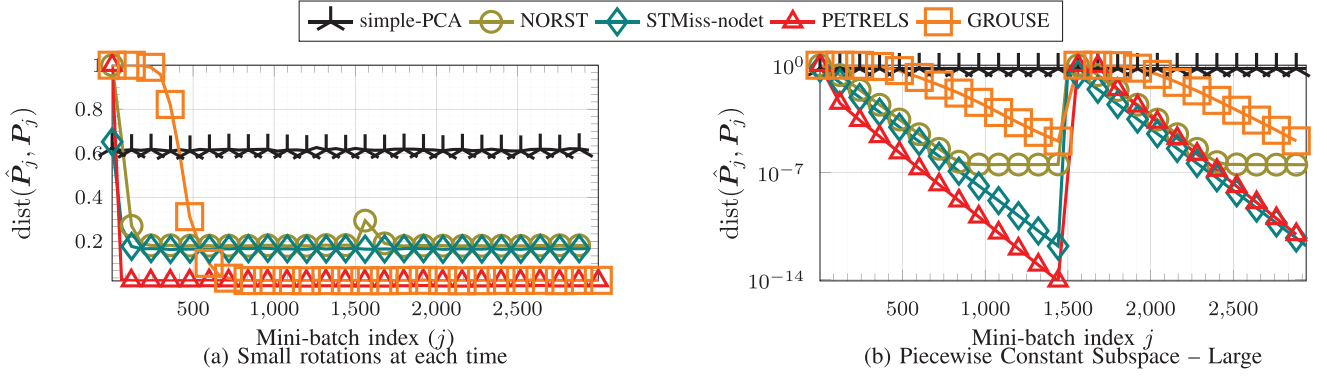 simple-PCA NORST STMiss-nodet PETRELS GROUSE
1
0.8
0.6
0.4
0.2
dist(P̂_j, P_j)
500 1,000 1,500 2,000 2,500
Mini-batch index (j)
(a) Small rotations at each time
10^0
10^−7
10^−14
dist(P̂_j, P_j)
500 1,000 1,500 2,000 2,500
Mini-batch index j
(b) Piecewise Constant Subspace – Large